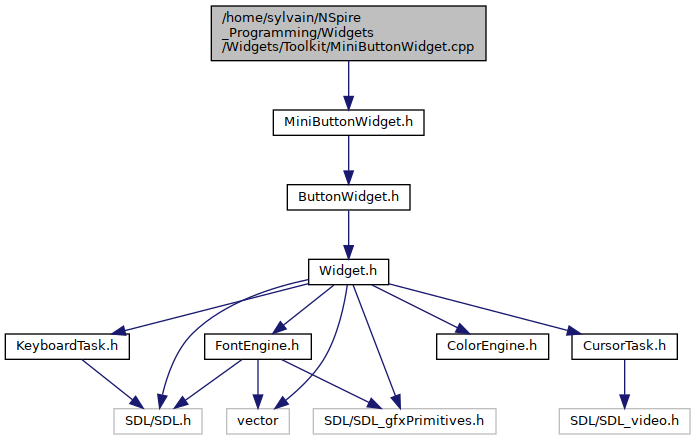 /home/sylvain/NSpire
_Programming/Widgets
/Widgets/Toolkit/MiniButtonWidget.cpp
MiniButtonWidget.h
ButtonWidget.h
Widget.h
KeyboardTask.h
FontEngine.h
ColorEngine.h
CursorTask.h
SDL/SDL.h
vector
SDL/SDL_gfxPrimitives.h
SDL/SDL_video.h